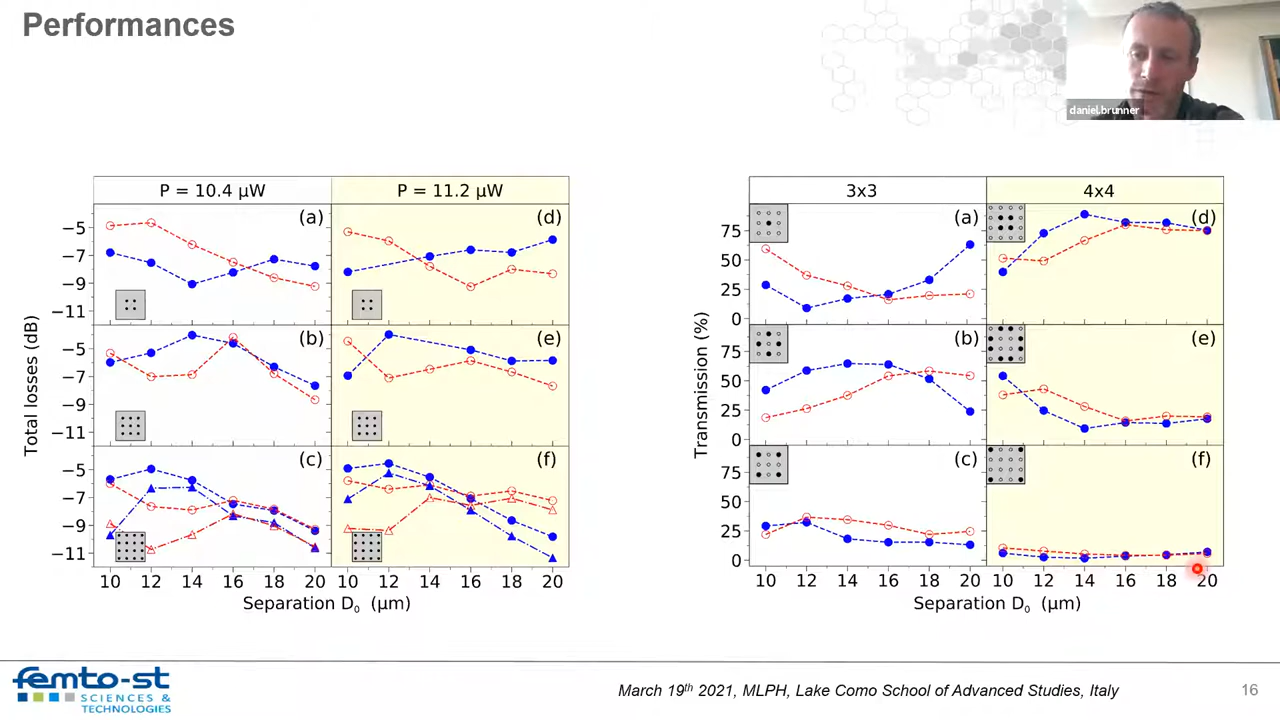 Performances
daniel.brunner
P = 10.4 μW
P = 11.2 μW
Total losses (dB)
(a)
−5
−7
−9
−11
(d)
(b)
−5
−7
−9
−11
(e)
(c)
−5
−7
−9
−11
(f)
10 12 14 16 18 20 10 12 14 16 18 20
Separation D0 (μm)
3x3
4x4
Transmission (%)
(a)
75
50
25
0
(d)
(b)
75
50
25
0
(e)
(c)
75
50
25
0
(f)
10 12 14 16 18 20 10 12 14 16 18 20
Separation D0 (μm)
femto-st
SCIENCES &
TECHNOLOGIES
March 19th 2021, MLPH, Lake Como School of Advanced Studies, Italy
16